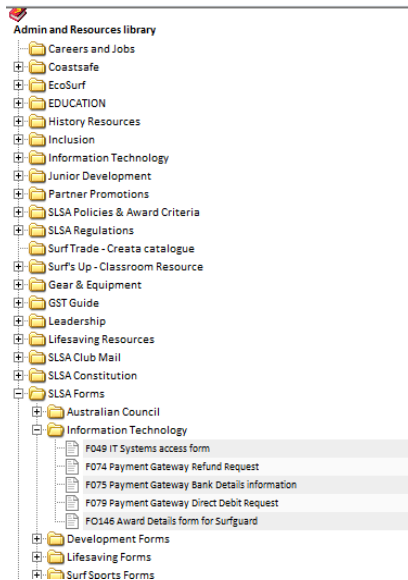 Admin and Resources library
Careers and Jobs
Coastsafe
EcoSurf
EDUCATION
History Resources
Inclusion
Information Technology
Junior Development
Partner Promotions
SLSA Policies & Award Criteria
SLSA Regulations
Surf Trade - Creata catalogue
Surf's Up - Classroom Resource
Gear & Equipment
GST Guide
Leadership
Lifesaving Resources
SLSA Club Mail
SLSA Constitution
SLSA Forms
Australian Council
Information Technology
F049 IT Systems access form
F074 Payment Gateway Refund Request
F075 Payment Gateway Bank Details information
F079 Payment Gateway Direct Debit Request
FO146 Award Details form for Surfguard
Development Forms
Lifesaving Forms
Surf Sports Forms